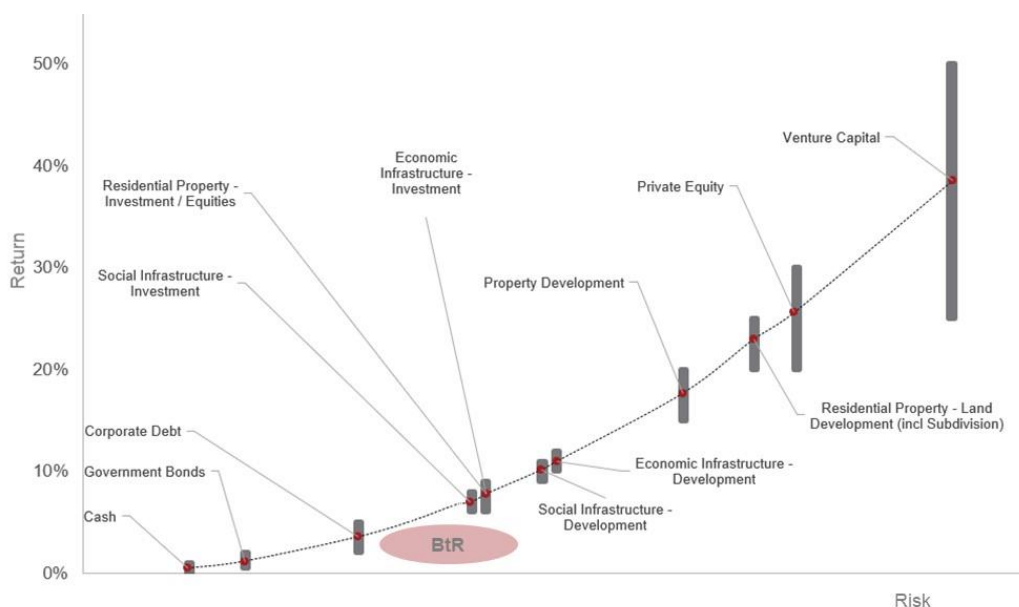 50%
40%
30%
20%
10%
0%
Return
Risk
Venture Capital
Private Equity
Economic
Infrastructure -
Investment
Residential Property -
Investment / Equities
Social Infrastructure -
Investment
Property Development
Residential Property - Land
Development (incl Subdivision)
Corporate Debt
Government Bonds
Cash
Economic Infrastructure -
Development
Social Infrastructure -
Development
BtR